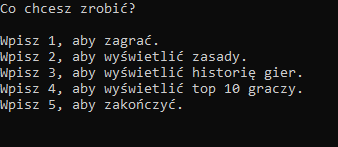 Co chcesz zrobić?
Wpisz 1, aby zagrać.
Wpisz 2, aby wyświetlić zasady.
Wpisz 3, aby wyświetlić historię gier.
Wpisz 4, aby wyświetlić top 10 graczy.
Wpisz 5, aby zakończyć.